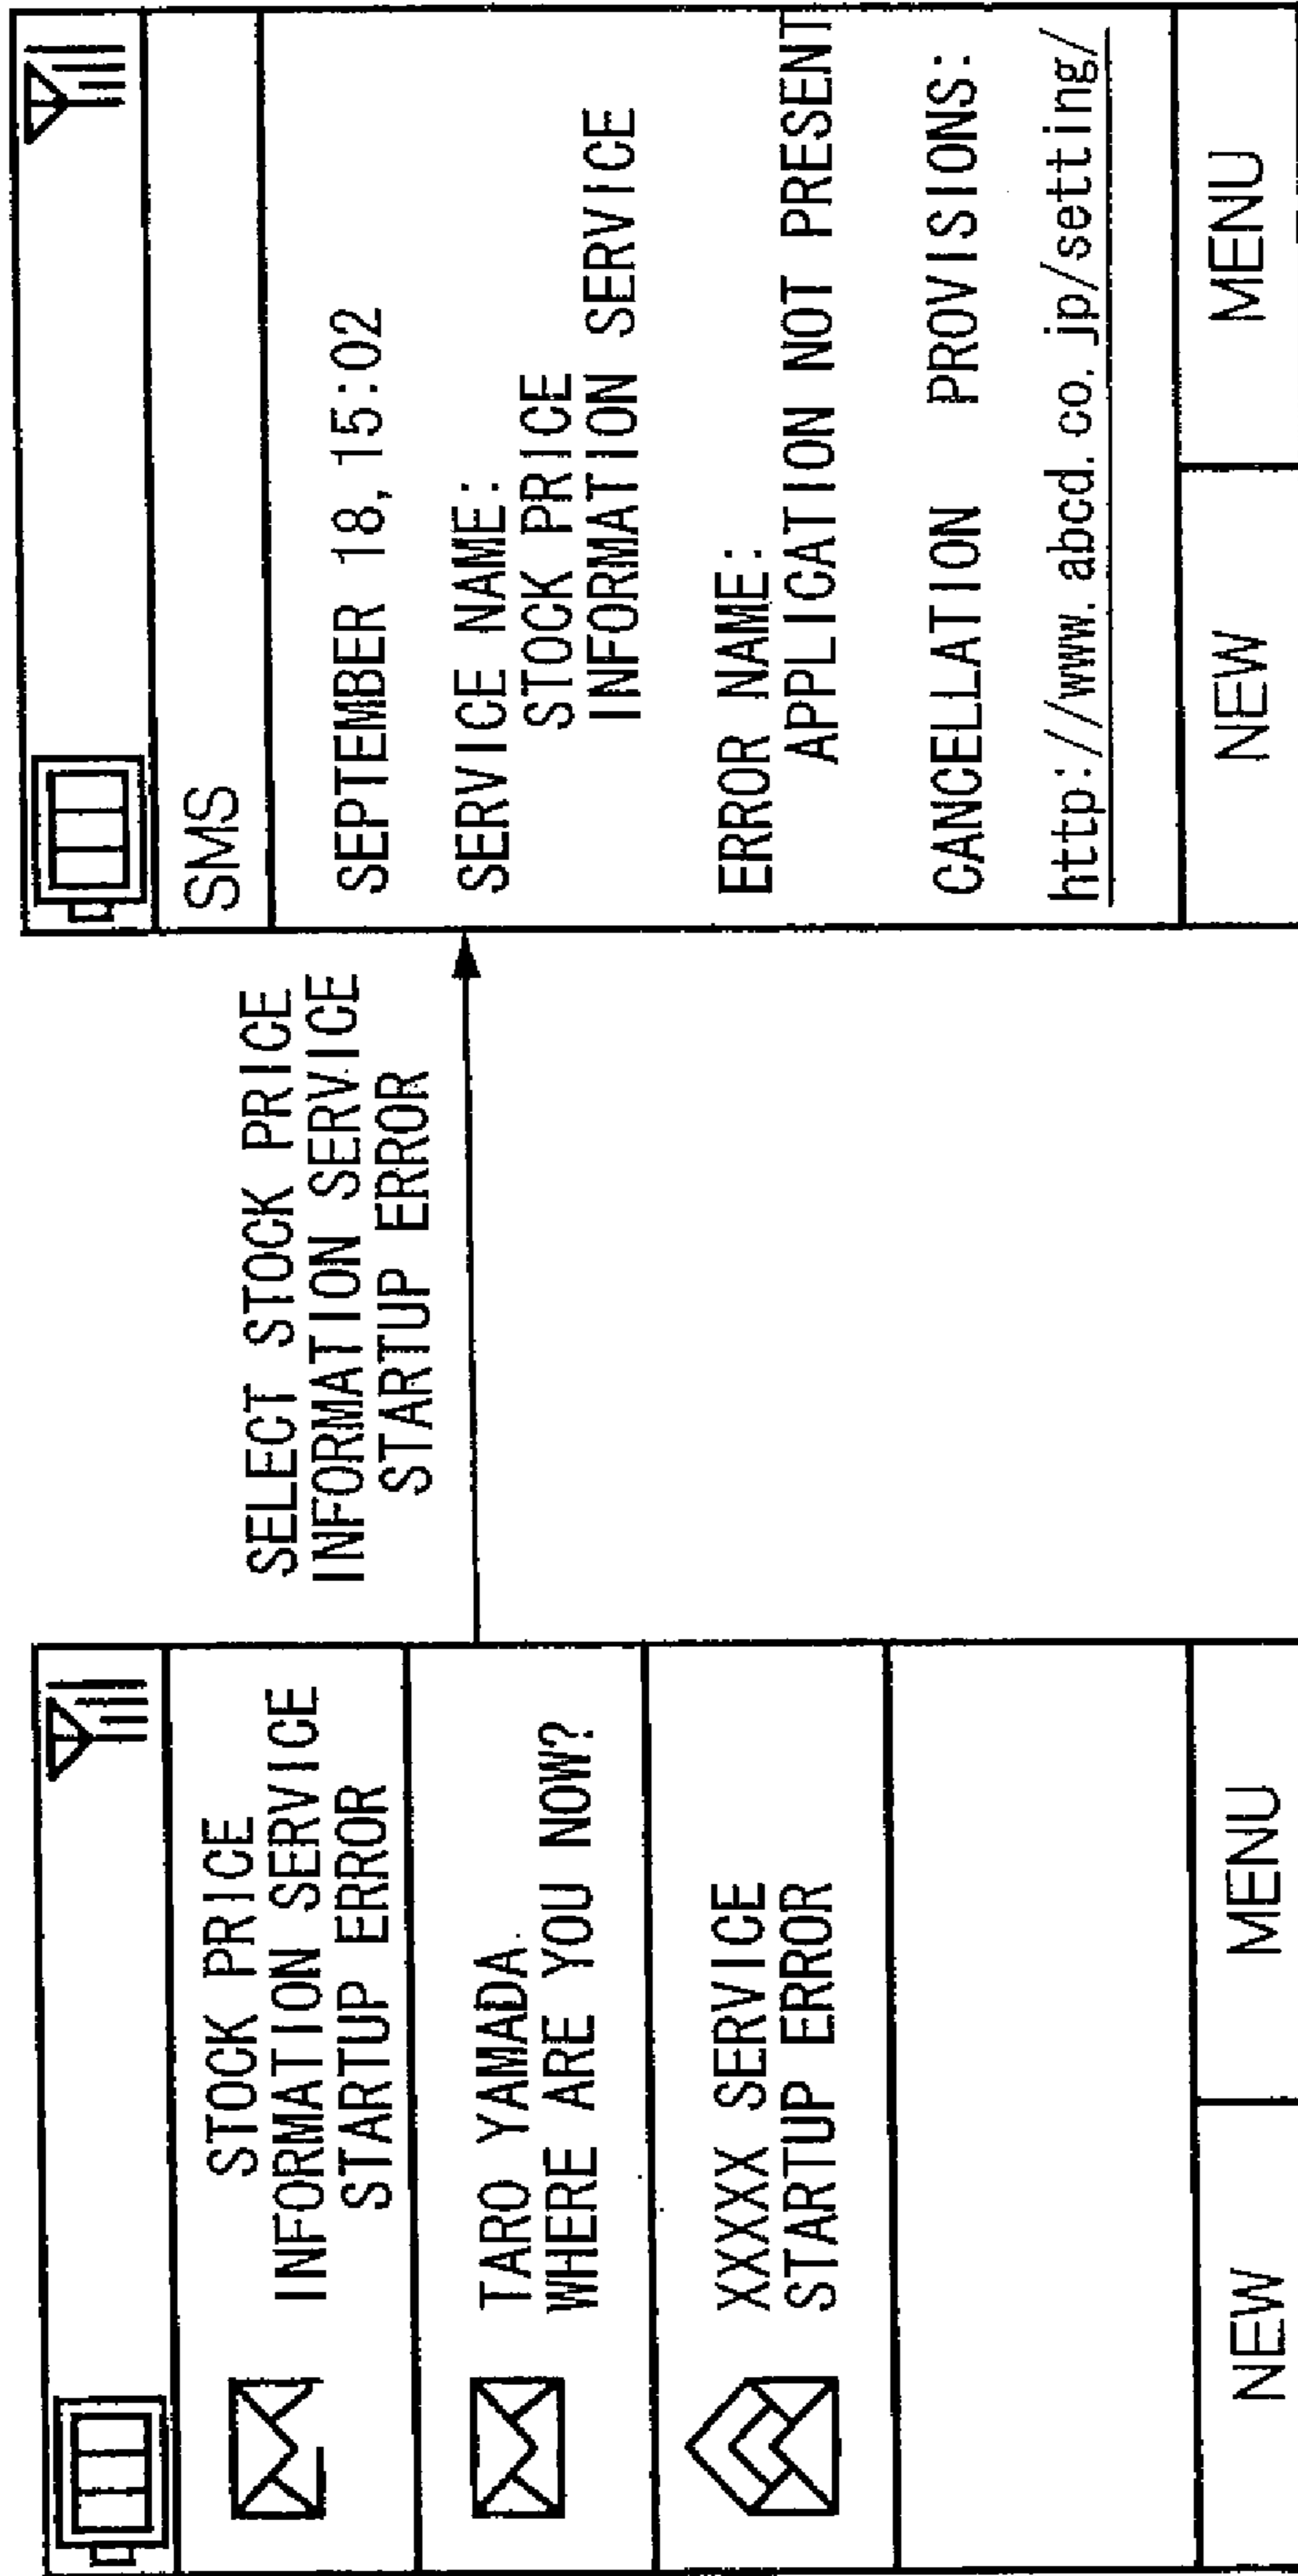 STOCK PRICE
INFORMATION SERVICE
STARTUP ERROR
TARO YAMADA
WHERE ARE YOU NOW?
XXXXX SERVICE
STARTUP ERROR
NEW
MENU
SELECT STOCK PRICE
INFORMATION SERVICE
STARTUP ERROR
SMS
SEPTEMBER 18, 15:02
SERVICE NAME:
STOCK PRICE
INFORMATION SERVICE
ERROR NAME:
APPLICATION NOT PRESENT
CANCELLATION PROVISIONS:
http://www.abcd.co.jp/setting/
NEW
MENU